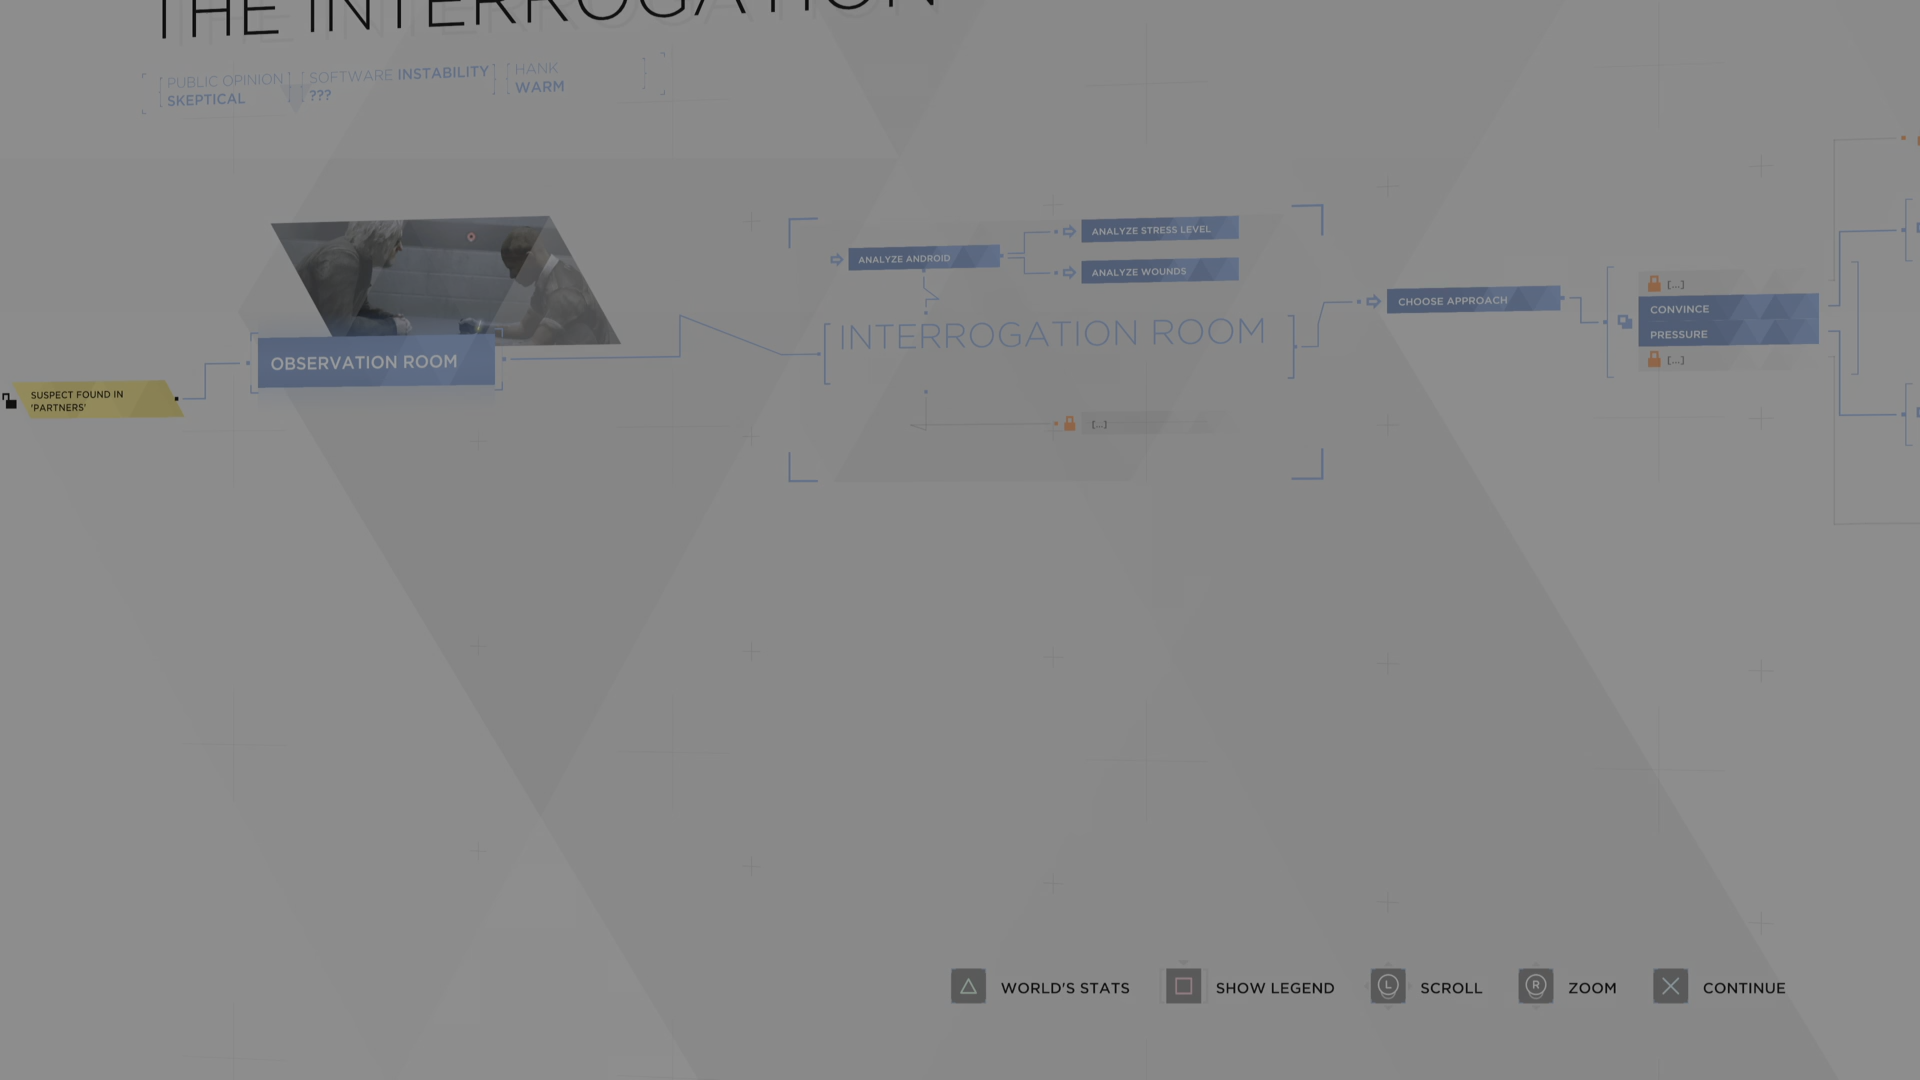 THE INTERROGATION
PUBLIC OPINION
SKEPTICAL
SOFTWARE INSTABILITY
???
HANK
WARM
SUSPECT FOUND IN
'PARTNERS'
OBSERVATION ROOM
ANALYZE ANDROID
ANALYZE STRESS LEVEL
ANALYZE WOUNDS
INTERROGATION ROOM
[...]
CHOOSE APPROACH
[...]
CONVINCE
PRESSURE
[...]
WORLD'S STATS
SHOW LEGEND
L
SCROLL
R
ZOOM
CONTINUE